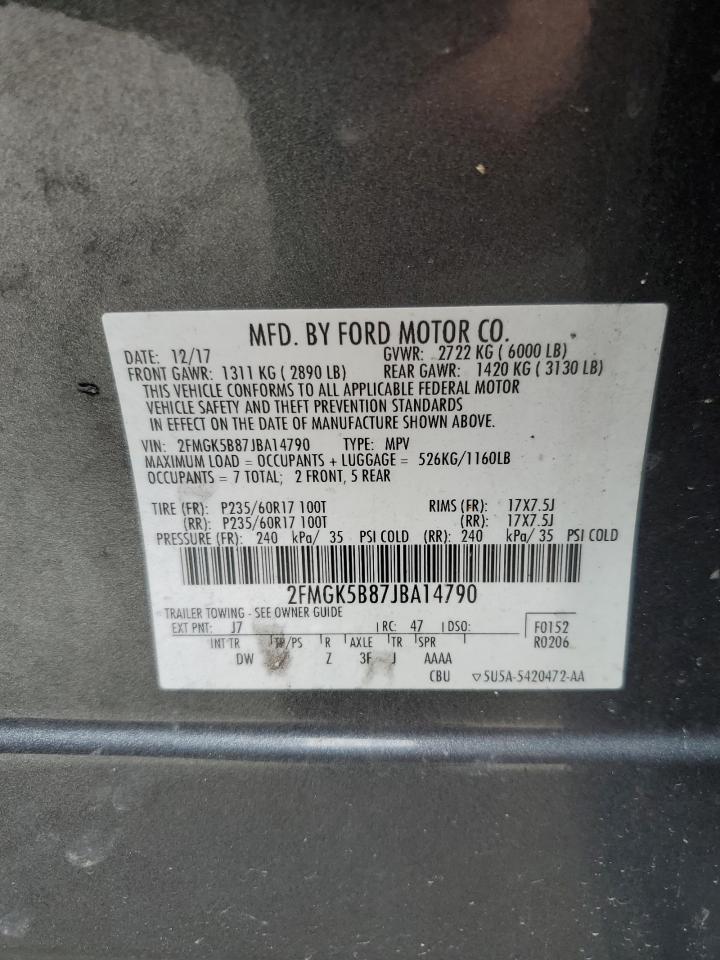 MFD. BY FORD MOTOR CO.
DATE: 12/17 GVWR: 2722 KG ( 6000 LB)
FRONT GAWR: 1311 KG ( 2890 LB) REAR GAWR: 1420 KG ( 3130 LB)
THIS VEHICLE CONFORMS TO ALL APPLICABLE FEDERAL MOTOR
VEHICLE SAFETY AND THEFT PREVENTION STANDARDS
IN EFFECT ON THE DATE OF MANUFACTURE SHOWN ABOVE.
VIN: 2FMGK5B87JBA14790 TYPE: MPV
MAXIMUM LOAD = OCCUPANTS + LUGGAGE = 526KG/1160LB
OCCUPANTS = 7 TOTAL; 2 FRONT, 5 REAR
TIRE (FR): P235/60R17 100T RIMS (FR): 17X7.5J
(RR): P235/60R17 100T (RR): 17X7.5J
PRESSURE (FR): 240 kPa/ 35 PSI COLD (RR): 240 kPa/ 35 PSI COLD
2FMGK5B87JBA14790
TRAILER TOWING - SEE OWNER GUIDE
EXT PNT: J7 RC: 47 DSO: F0152
INT TR TP/PS R AXLE TR SPR R0206
DW Z 3F J AAAA
CBU ▽5U5A-5420472-AA